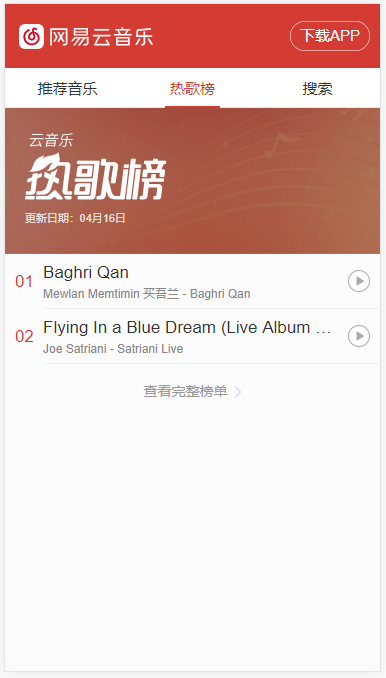 网易云音乐
下载APP
推荐音乐
热歌榜
搜索
云音乐
热歌榜
更新日期：04月16日
01
Baghri Qan
Mewlan Memtimin 买吾兰 - Baghri Qan
02
Flying In a Blue Dream (Live Album …
Joe Satriani - Satriani Live
查看完整榜单